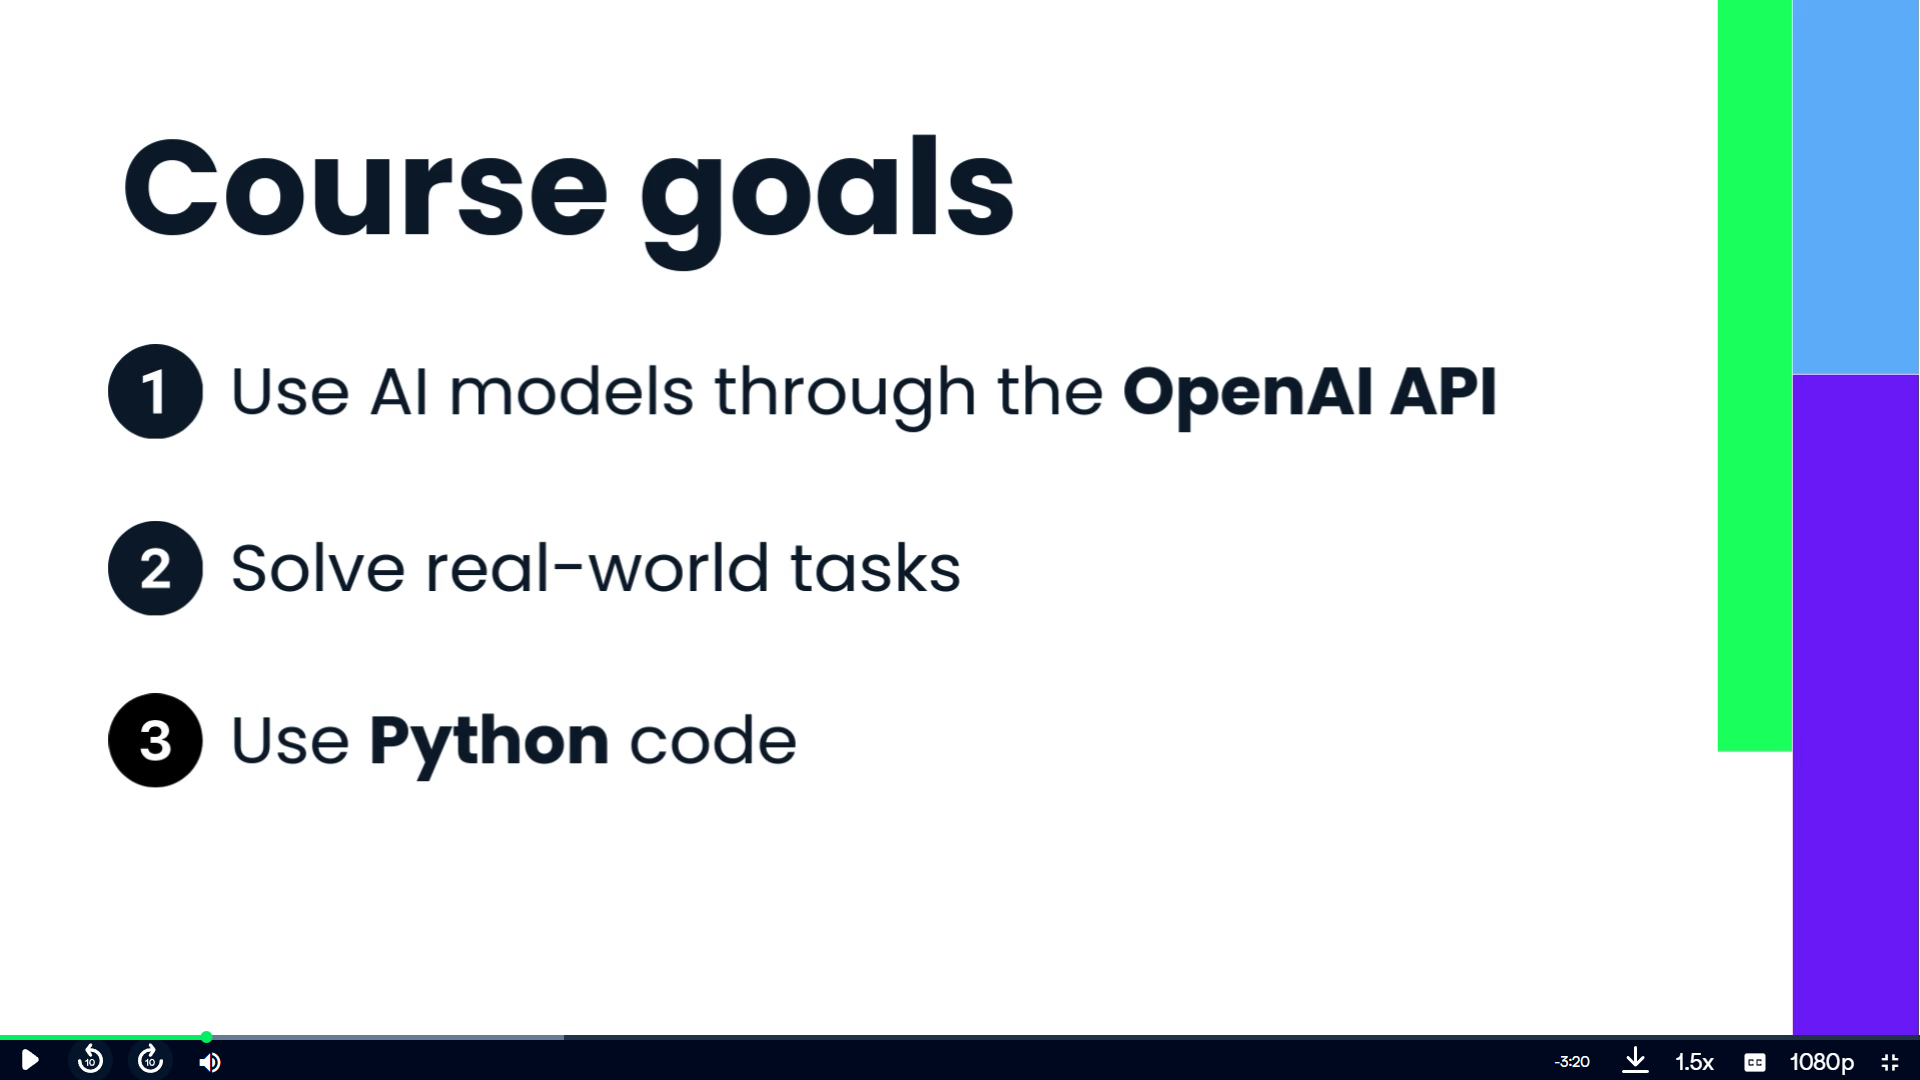 Course goals
1 Use AI models through the OpenAI API
2 Solve real-world tasks
3 Use Python code
10 10 -3:20 1.5x CC 1080p